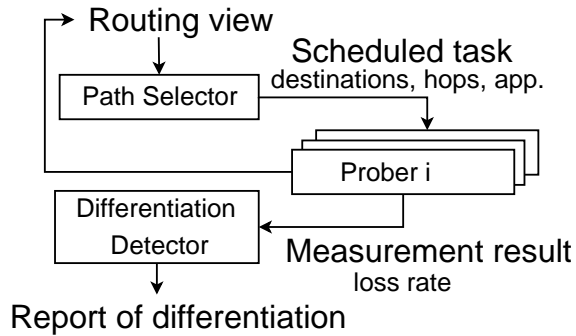 Routing view
Scheduled task
destinations, hops, app.
Path Selector
Prober i
Differentiation
Detector
Measurement result
loss rate
Report of differentiation